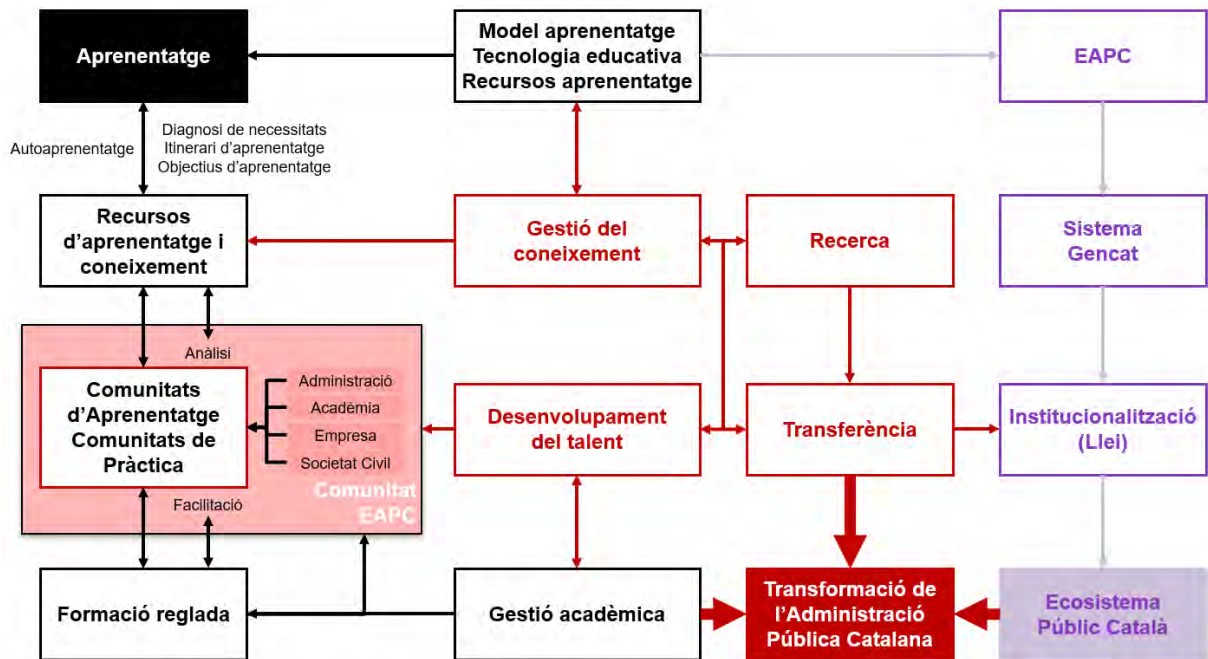 Aprenentatge
Model aprenentatge
Tecnologia educativa
Recursos aprenentatge
EAPC
Autoaprenentatge
Diagnosi de necessitats
Itinerari d'aprenentatge
Objectius d'aprenentatge
Recursos
d'aprenentatge i
coneixement
Gestió del
coneixement
Recerca
Sistema
Gencat
Anàlisi
Comunitats
d'Aprenentatge
Comunitats de
Pràctica
Administració
Acadèmia
Empresa
Societat Civil
Comunitat
EAPC
Facilitació
Desenvolupament
del talent
Transferència
Institucionalització
(Llei)
Formació reglada
Gestió acadèmica
Transformació de
l'Administració
Pública Catalana
Ecosistema
Públic Català